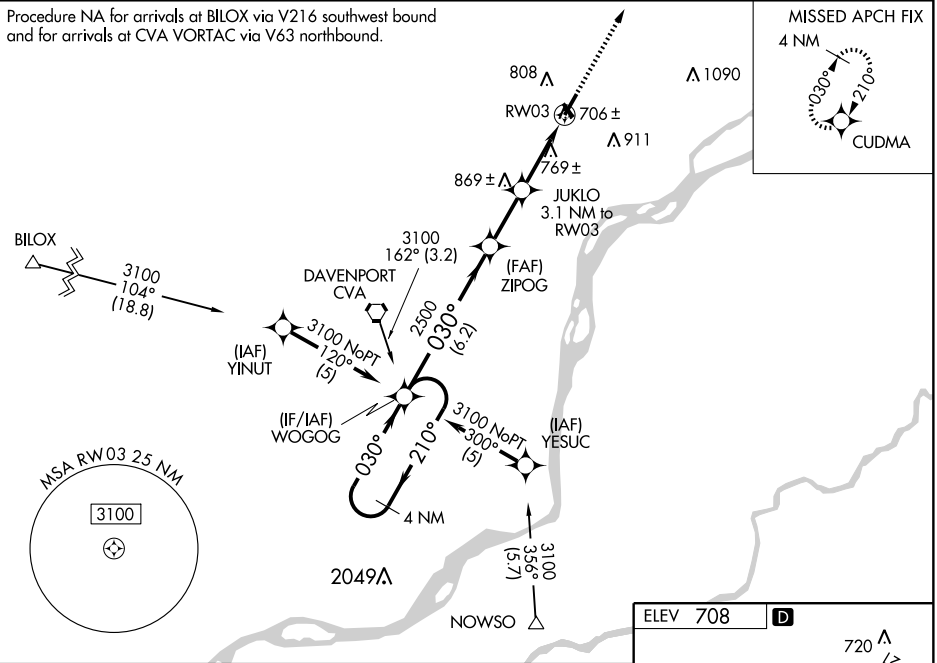 Procedure NA for arrivals at BILOX via V216 southwest bound
and for arrivals at CVA VORTAC via V63 northbound.
MISSED APCH FIX
4 NM
030°
210°
CUDMA
808
1090
RW03
706 ±
911
769 ±
869 ±
JUKLO
3.1 NM to
RW03
BILOX
3100
104°
(18.8)
3100
162° (3.2)
DAVENPORT
CVA
(FAF)
ZIPOG
2500
030°
(6.2)
(IAF)
YINUT
3100 NoPT
120°
(5)
(IF/IAF)
WOGOG
3100 NoPT
300°
(5)
(IAF)
YESUC
030°
210°
4 NM
MSA RW03 25 NM
3100
2049
3100
356°
(5.7)
NOWSO
ELEV 708
D
720